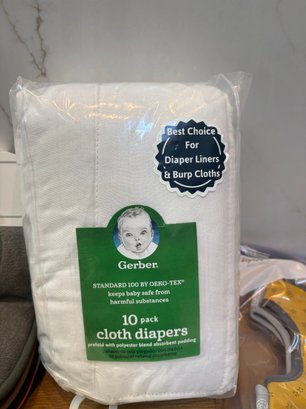 Best Choice
For
Diaper Liners
& Burp Cloths
Gerber.
STANDARD 100 BY OEKO-TEX®
keeps baby safe from
harmful substances
10 pack
cloth diapers
prefold with polyester blend absorbent padding